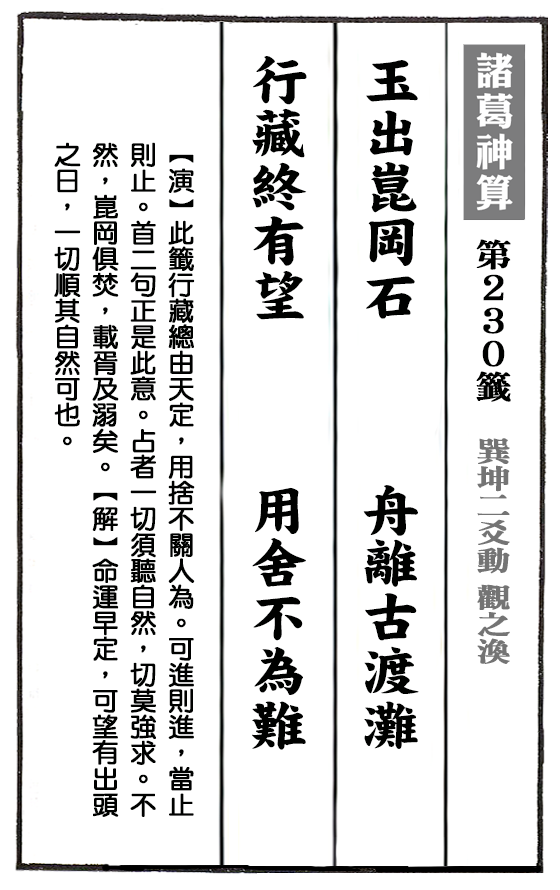 諸葛神算 第230籤 巽坤二爻動 觀之渙
玉出崑岡石 舟離古渡灘
行藏終有望 用舍不為難
【演】此籤行藏總由天定，用捨不關人為。可進則進，當止
則止。首二句正是此意。占者一切須聽自然，切莫強求。不
然，崑岡俱焚，載胥及溺矣。【解】命運早定，可望有出頭
之日，一切順其自然可也。